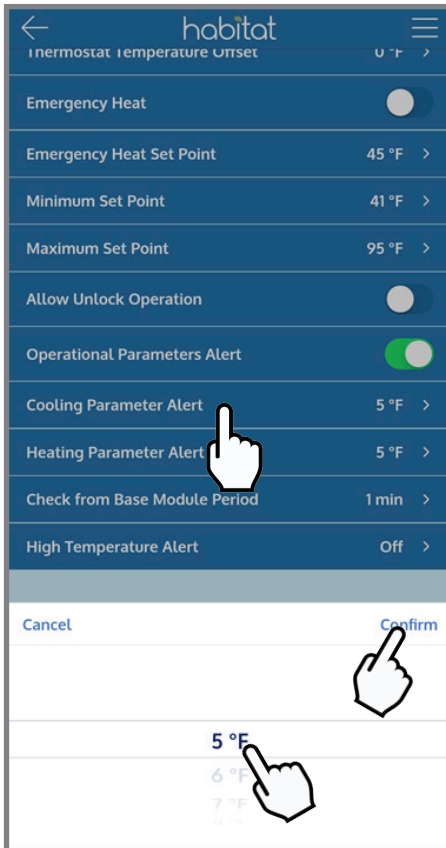 habitat
Thermostat Temperature Offset 0 °F >
Emergency Heat
Emergency Heat Set Point 45 °F >
Minimum Set Point 41 °F >
Maximum Set Point 95 °F >
Allow Unlock Operation
Operational Parameters Alert
Cooling Parameter Alert 5 °F >
Heating Parameter Alert 5 °F >
Check from Base Module Period 1 min >
High Temperature Alert Off >
Cancel Confirm
5 °F
6 °F
7 °F